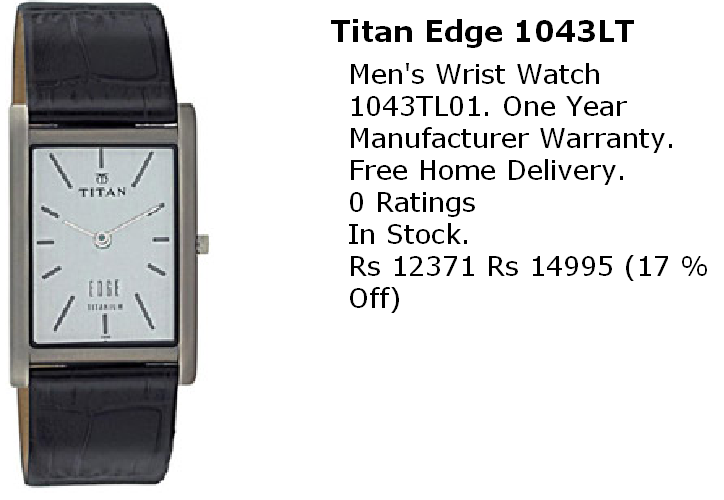 Titan Edge 1043LT
Men's Wrist Watch
1043TL01. One Year
Manufacturer Warranty.
Free Home Delivery.
0 Ratings
In Stock.
Rs 12371 Rs 14995 (17 %
Off)
TITAN
EDGE
TITANIUM